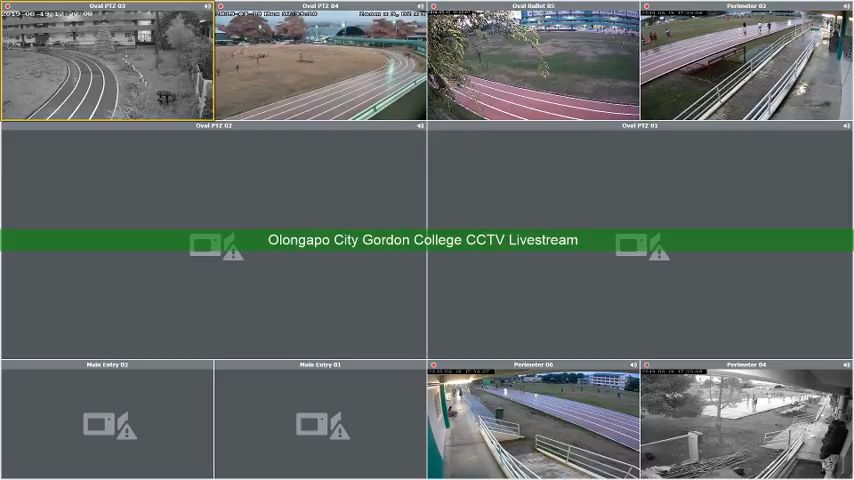 Oval PTZ 03
Oval PTZ 04
Oval Bullet 05
Perimeter 02
Oval PTZ 02
Oval PTZ 01
Olongapo City Gordon College CCTV Livestream
Main Entry 02
Main Entry 01
Perimeter 06
Perimeter 04